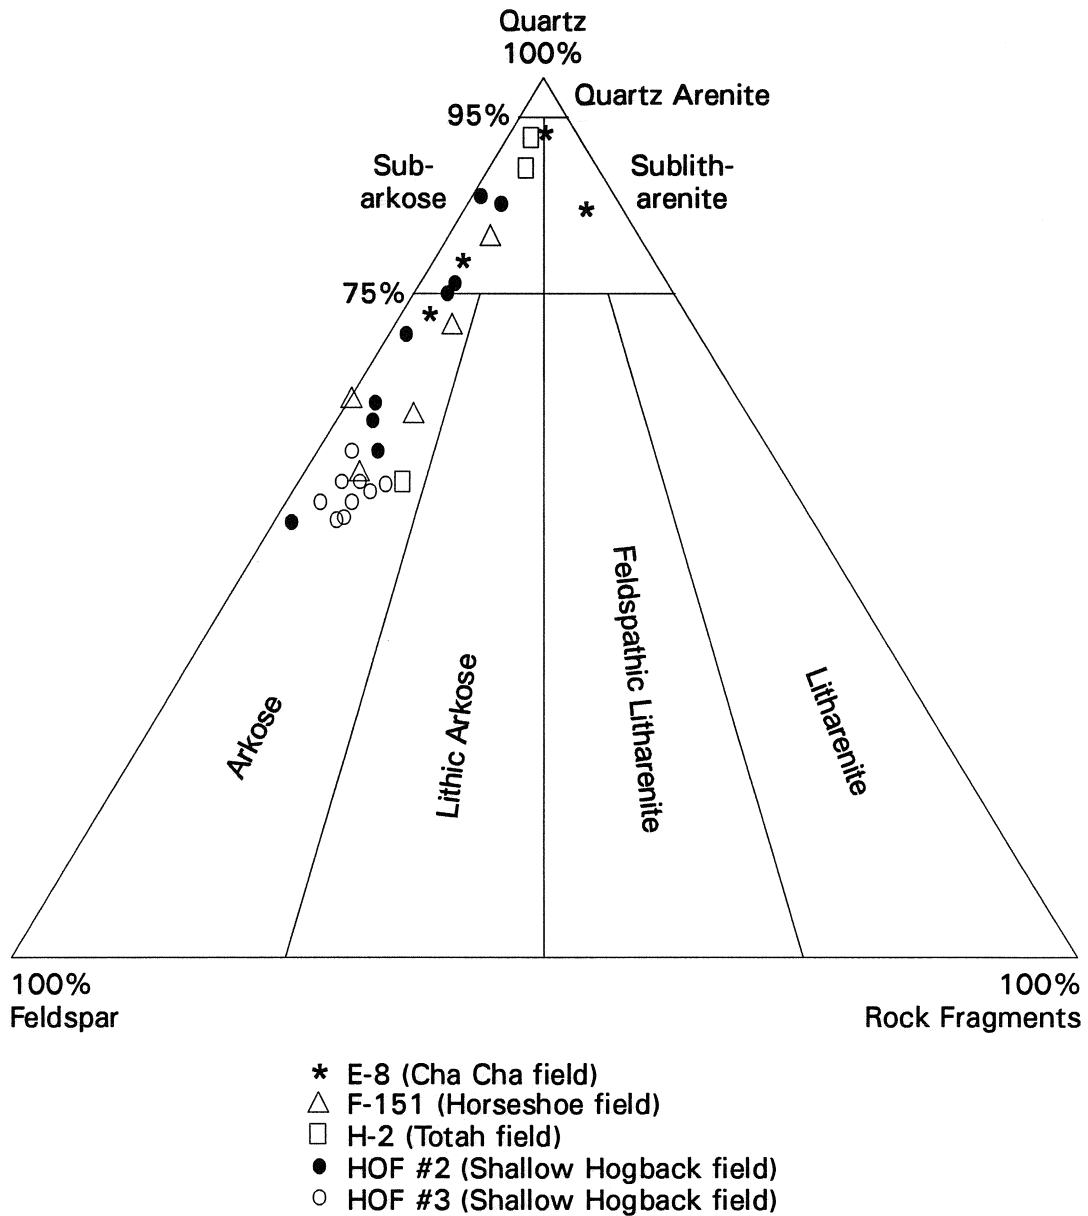 Quartz
100%
Quartz Arenite
95%
Sub-
arkose
Sublith-
arenite
75%
Arkose
Lithic Arkose
Feldspathic Litharenite
Litharenite
100%
Feldspar
100%
Rock Fragments
* E-8 (Cha Cha field)
△ F-151 (Horseshoe field)
□ H-2 (Totah field)
● HOF #2 (Shallow Hogback field)
○ HOF #3 (Shallow Hogback field)